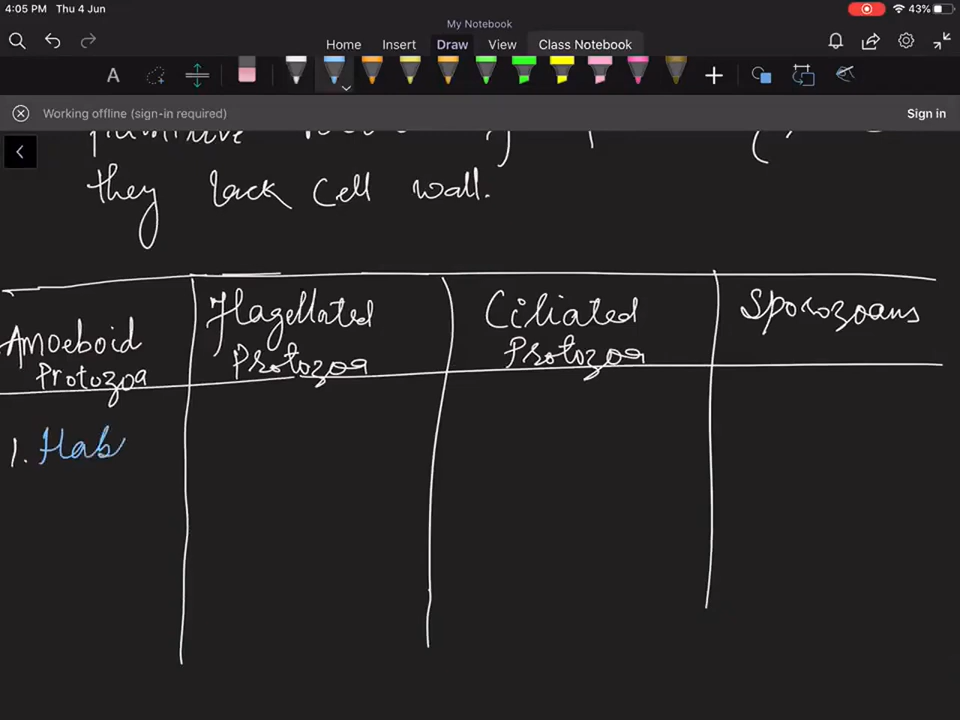 4:05 PM Thu 4 Jun
43%
My Notebook
Home Insert Draw View Class Notebook
A
Working offline (sign-in required) Sign in
they lack cell wall.
Amoeboid Protozoa
Flagellated Protozoa
Ciliated Protozoa
Sporozoans
1. Hab